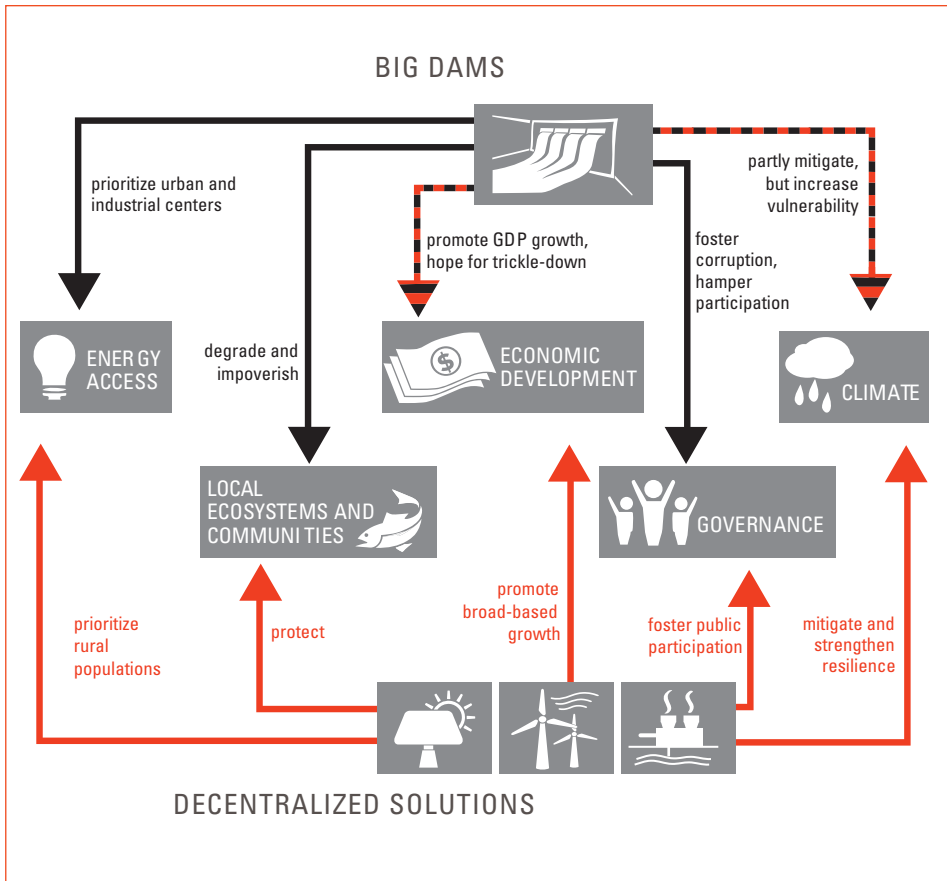 BIG DAMS
prioritize urban and
industrial centers
partly mitigate,
but increase
vulnerability
promote GDP growth,
hope for trickle-down
foster
corruption,
hamper
participation
degrade and
impoverish
ENERGY
ACCESS
$
ECONOMIC
DEVELOPMENT
CLIMATE
LOCAL
ECOSYSTEMS AND
COMMUNITIES
GOVERNANCE
prioritize
rural
populations
protect
promote
broad-based
growth
foster public
participation
mitigate and
strengthen
resilience
DECENTRALIZED SOLUTIONS